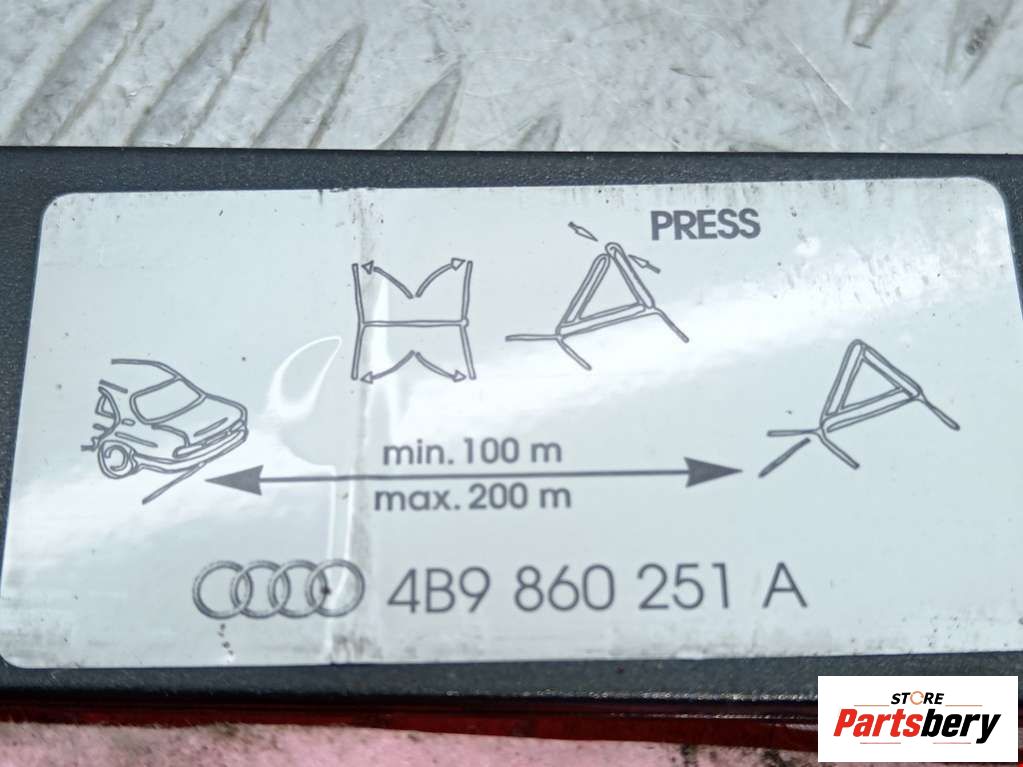 PRESS
min. 100 m
max. 200 m
4B9 860 251 A
STORE
Partsbery